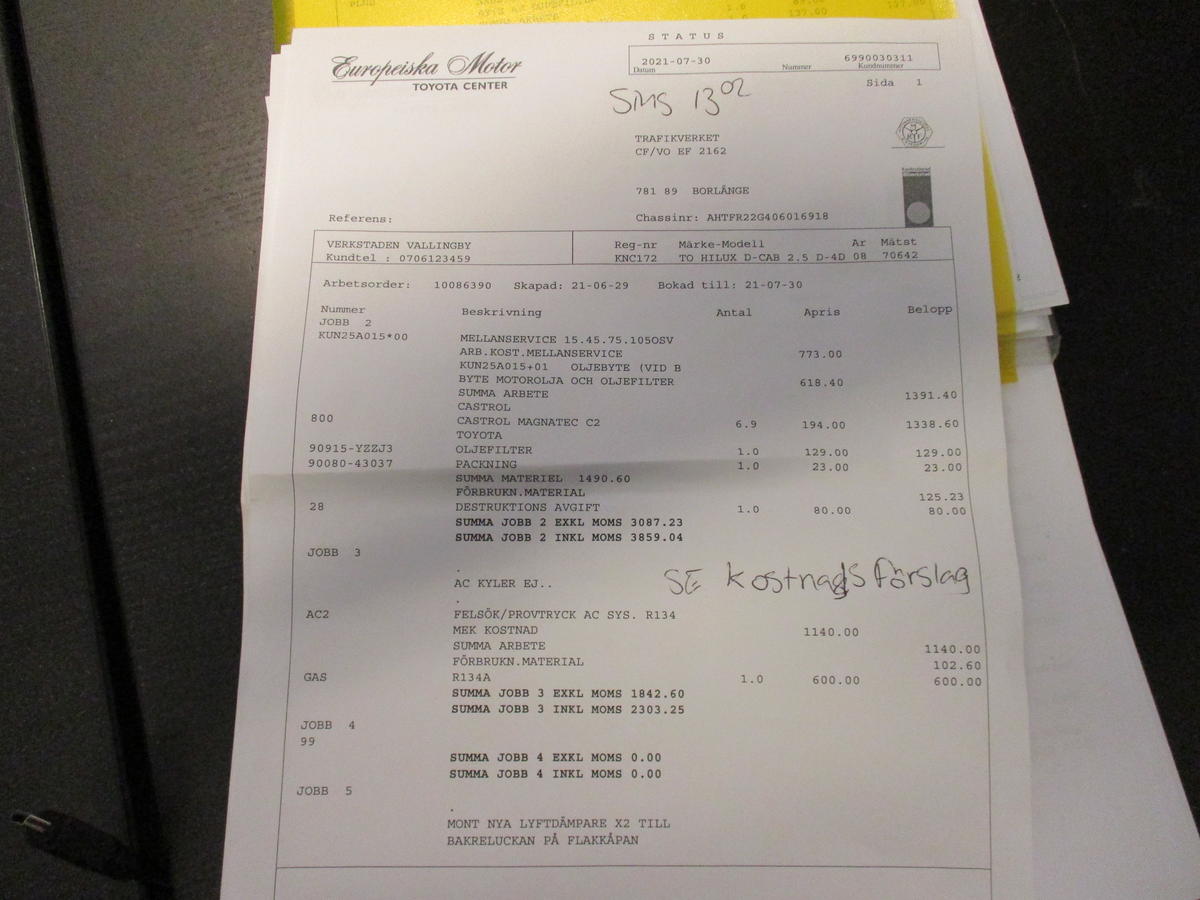 STATUS
Europeiska Motor
TOYOTA CENTER
2021-07-30 6990030311
Datum Nummer Kundnummer
Sida 1
SMS 13 02
TRAFIKVERKET
CF/VO EF 2162
781 89 BORLÄNGE
Referens: Chassinr: AHTFR22G406016918
VERKSTADEN VALLINGBY Reg-nr Märke-Modell Ar Mätst
Kundtel : 0706123459 KNC172 TO HILUX D-CAB 2.5 D-4D 08 70642
Arbetsorder: 10086390 Skapad: 21-06-29 Bokad till: 21-07-30
Nummer Beskrivning Antal Apris Belopp
JOBB 2
KUN25A015*00 MELLANSERVICE 15.45.75.105OSV
ARB.KOST.MELLANSERVICE 773.00
KUN25A015+01 OLJEBYTE (VID B
BYTE MOTOROLJA OCH OLJEFILTER 618.40
SUMMA ARBETE 1391.40
CASTROL
800 CASTROL MAGNATEC C2 6.9 194.00 1338.60
TOYOTA
90915-YZZJ3 OLJEFILTER 1.0 129.00 129.00
90080-43037 PACKNING 1.0 23.00 23.00
SUMMA MATERIEL 1490.60
FÖRBRUKN.MATERIAL 125.23
28 DESTRUKTIONS AVGIFT 1.0 80.00 80.00
SUMMA JOBB 2 EXKL MOMS 3087.23
SUMMA JOBB 2 INKL MOMS 3859.04
JOBB 3
.
AC KYLER EJ.. SE kostnads förslag
.
AC2 FELSÖK/PROVTRYCK AC SYS. R134
MEK KOSTNAD 1140.00
SUMMA ARBETE 1140.00
FÖRBRUKN.MATERIAL 102.60
GAS R134A 1.0 600.00 600.00
SUMMA JOBB 3 EXKL MOMS 1842.60
SUMMA JOBB 3 INKL MOMS 2303.25
JOBB 4
99
SUMMA JOBB 4 EXKL MOMS 0.00
SUMMA JOBB 4 INKL MOMS 0.00
JOBB 5
.
MONT NYA LYFTDÄMPARE X2 TILL
BAKRELUCKAN PÅ FLAKKÅPAN